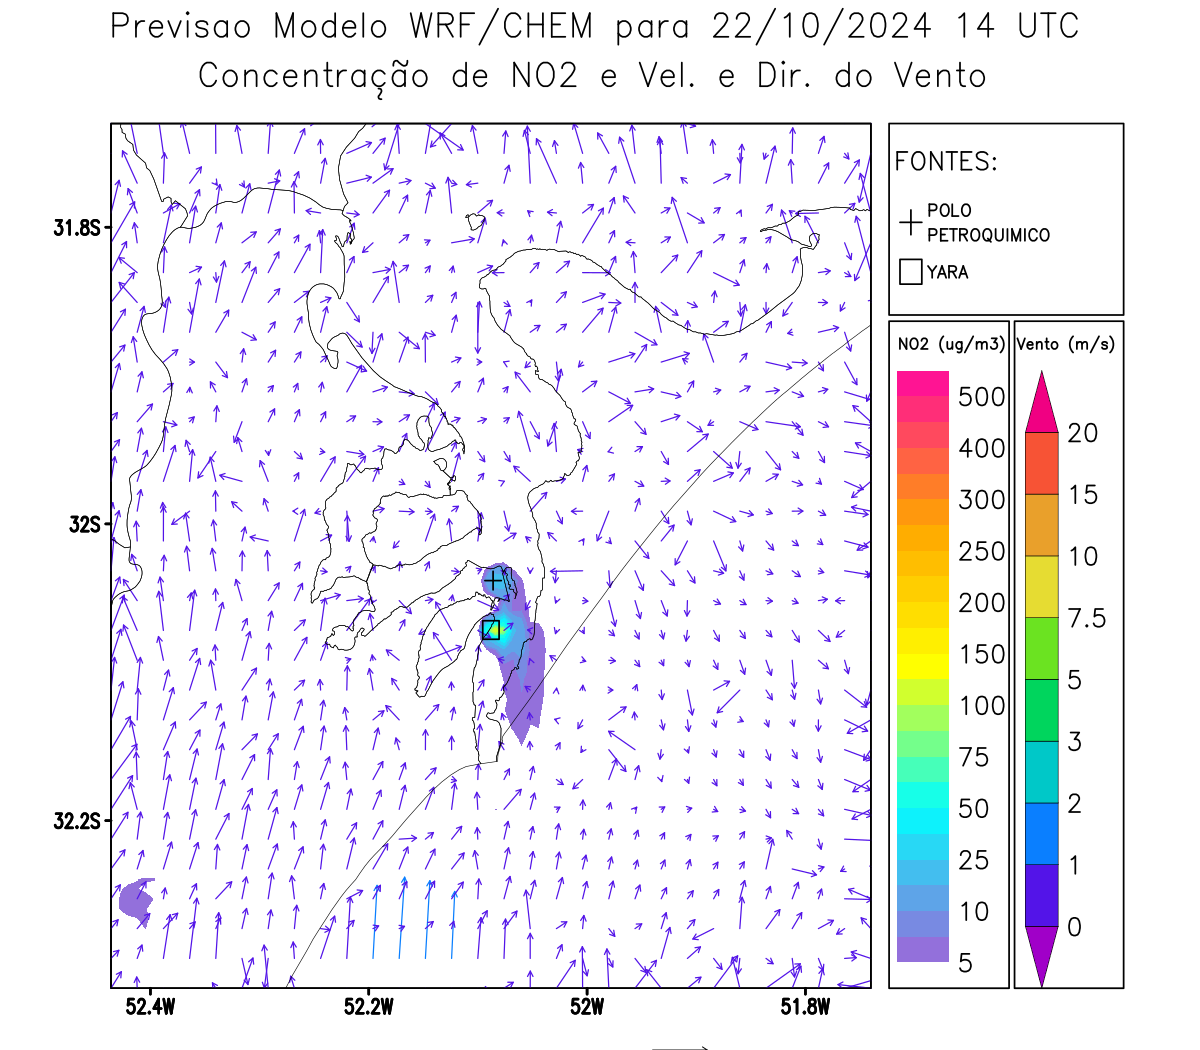 Previsao Modelo WRF/CHEM para 22/10/2024 14 UTC
Concentração de NO2 e Vel. e Dir. do Vento
FONTES:
POLO
PETROQUIMICO
YARA
NO2 (ug/m3)
500
400
300
250
200
150
100
75
50
25
10
5
Vento (m/s)
20
15
10
7.5
5
3
2
1
0
31.8S
32S
32.2S
52.4W
52.2W
52W
51.8W